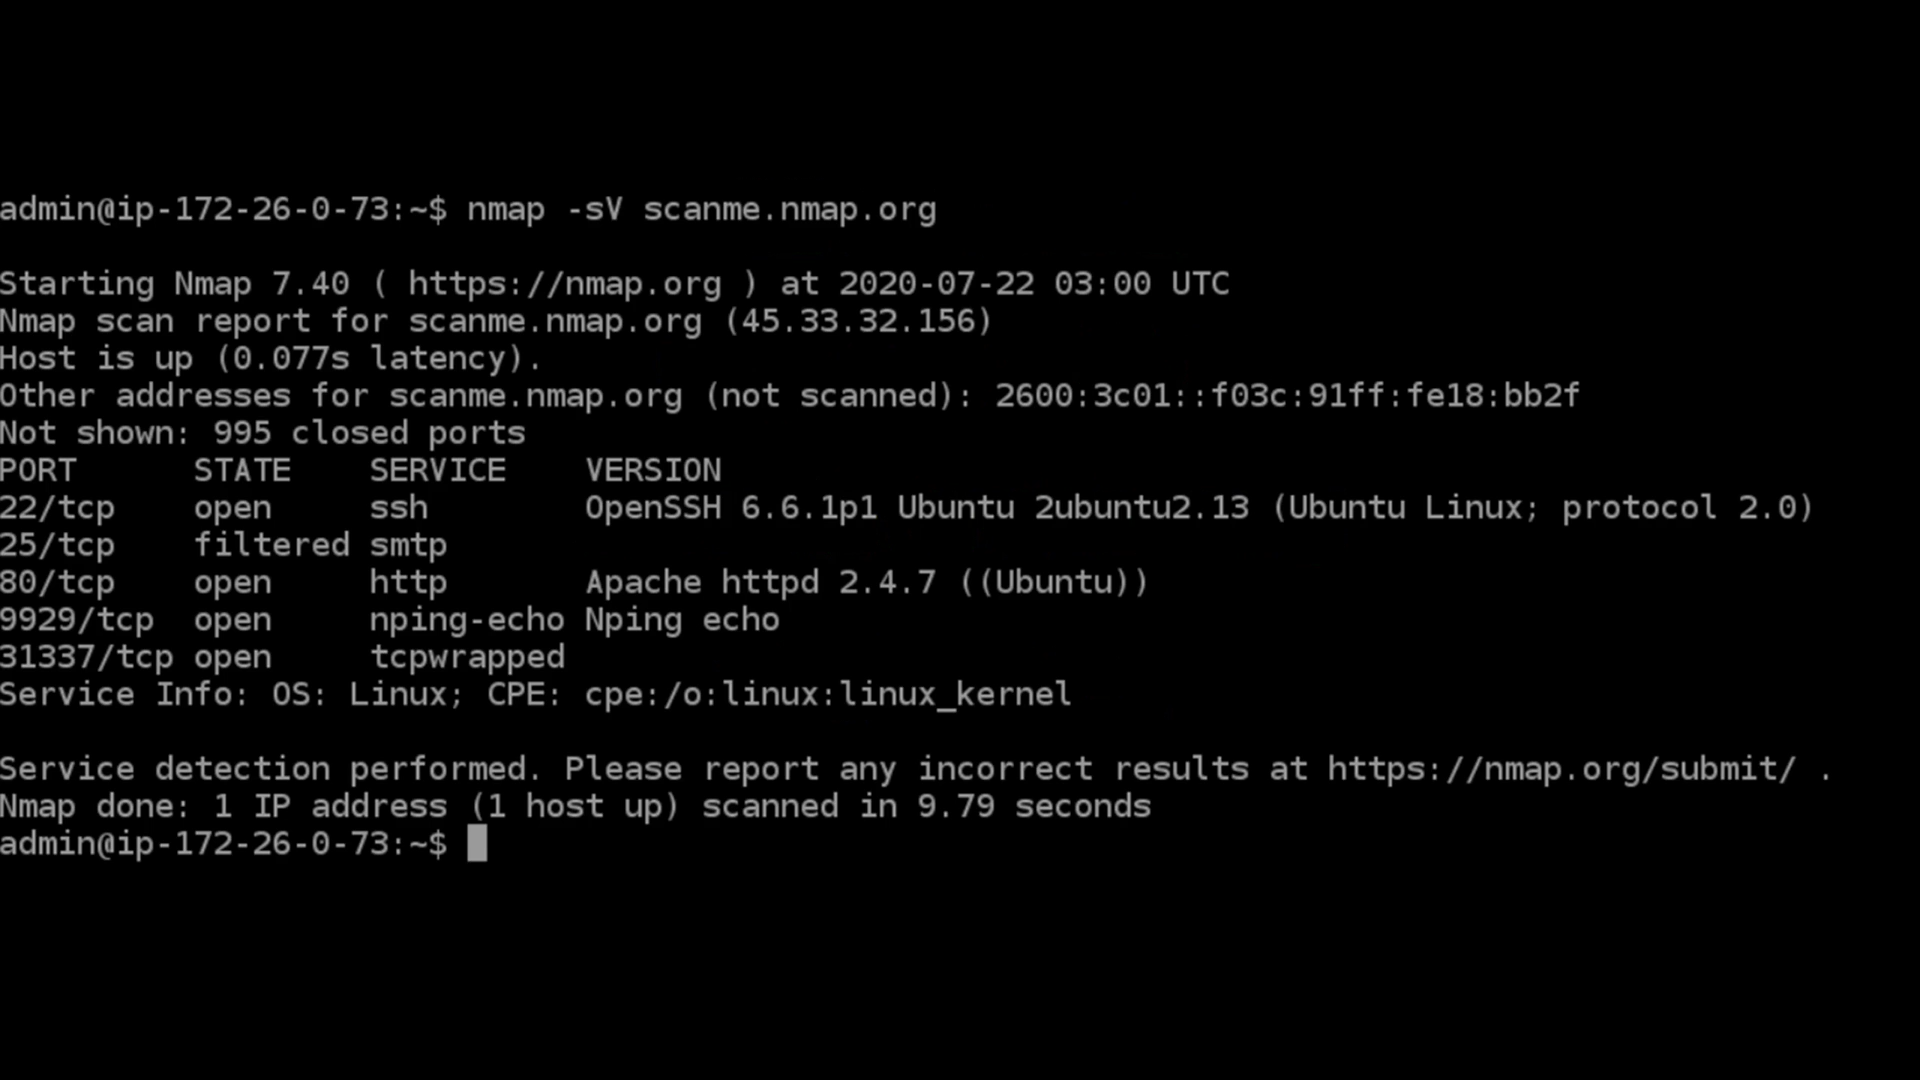 admin@ip-172-26-0-73:~$ nmap -sV scanme.nmap.org
Starting Nmap 7.40 ( https://nmap.org ) at 2020-07-22 03:00 UTC
Nmap scan report for scanme.nmap.org (45.33.32.156)
Host is up (0.077s latency).
Other addresses for scanme.nmap.org (not scanned): 2600:3c01::f03c:91ff:fe18:bb2f
Not shown: 995 closed ports
PORT      STATE    SERVICE    VERSION
22/tcp    open     ssh        OpenSSH 6.6.1p1 Ubuntu 2ubuntu2.13 (Ubuntu Linux; protocol 2.0)
25/tcp    filtered smtp
80/tcp    open     http       Apache httpd 2.4.7 ((Ubuntu))
9929/tcp  open     nping-echo Nping echo
31337/tcp open     tcpwrapped
Service Info: OS: Linux; CPE: cpe:/o:linux:linux_kernel
Service detection performed. Please report any incorrect results at https://nmap.org/submit/ .
Nmap done: 1 IP address (1 host up) scanned in 9.79 seconds
admin@ip-172-26-0-73:~$